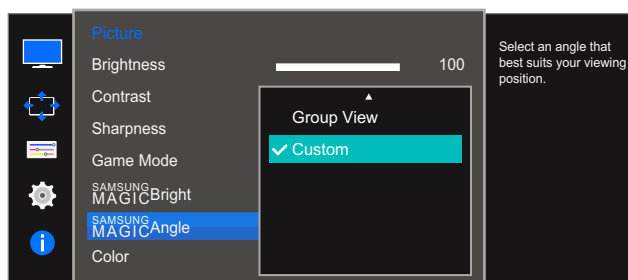 Picture
Brightness 100
Contrast
Sharpness
Game Mode
SAMSUNG
MAGICBright
SAMSUNG
MAGICAngle
Color
Group View
Custom
Select an angle that
best suits your viewing
position.